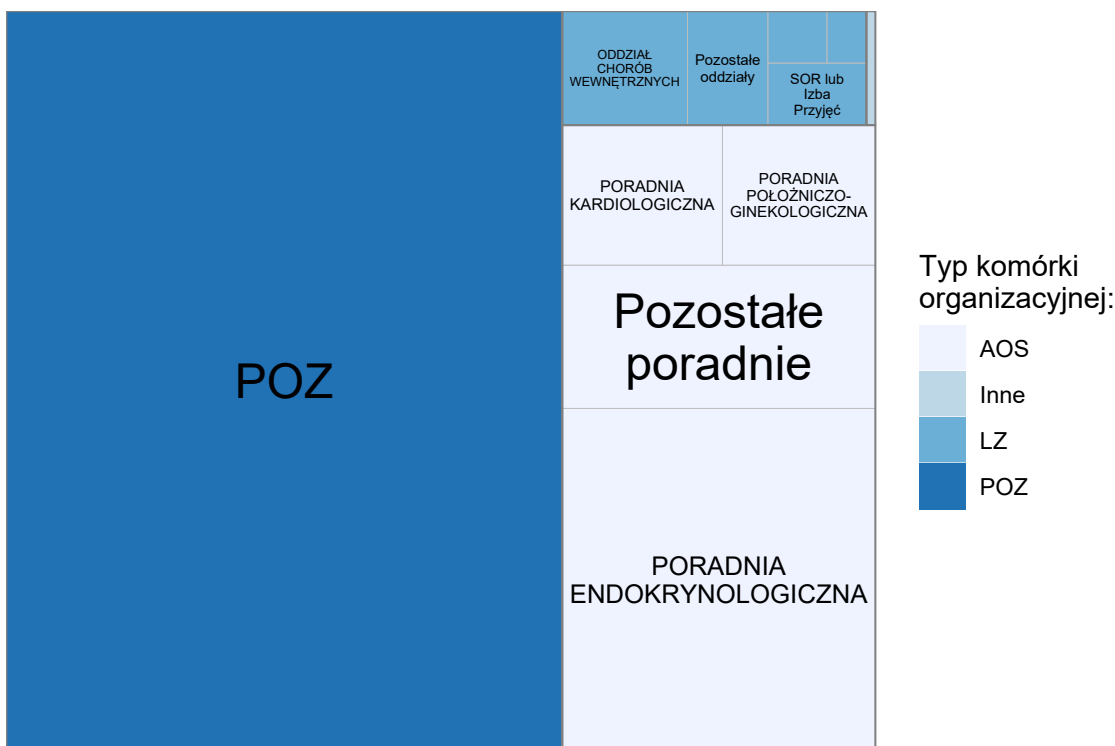 POZ
ODDZIAŁ
CHORÓB
WEWNĘTRZNYCH
Pozostałe
oddziały
SOR lub
Izba
Przyjęć
PORADNIA
KARDIOLOGICZNA
PORADNIA
POŁOŻNICZO-
GINEKOLOGICZNA
Pozostałe
poradnie
PORADNIA
ENDOKRYNOLOGICZNA
Typ komórki
organizacyjnej:
AOS
Inne
LZ
POZ